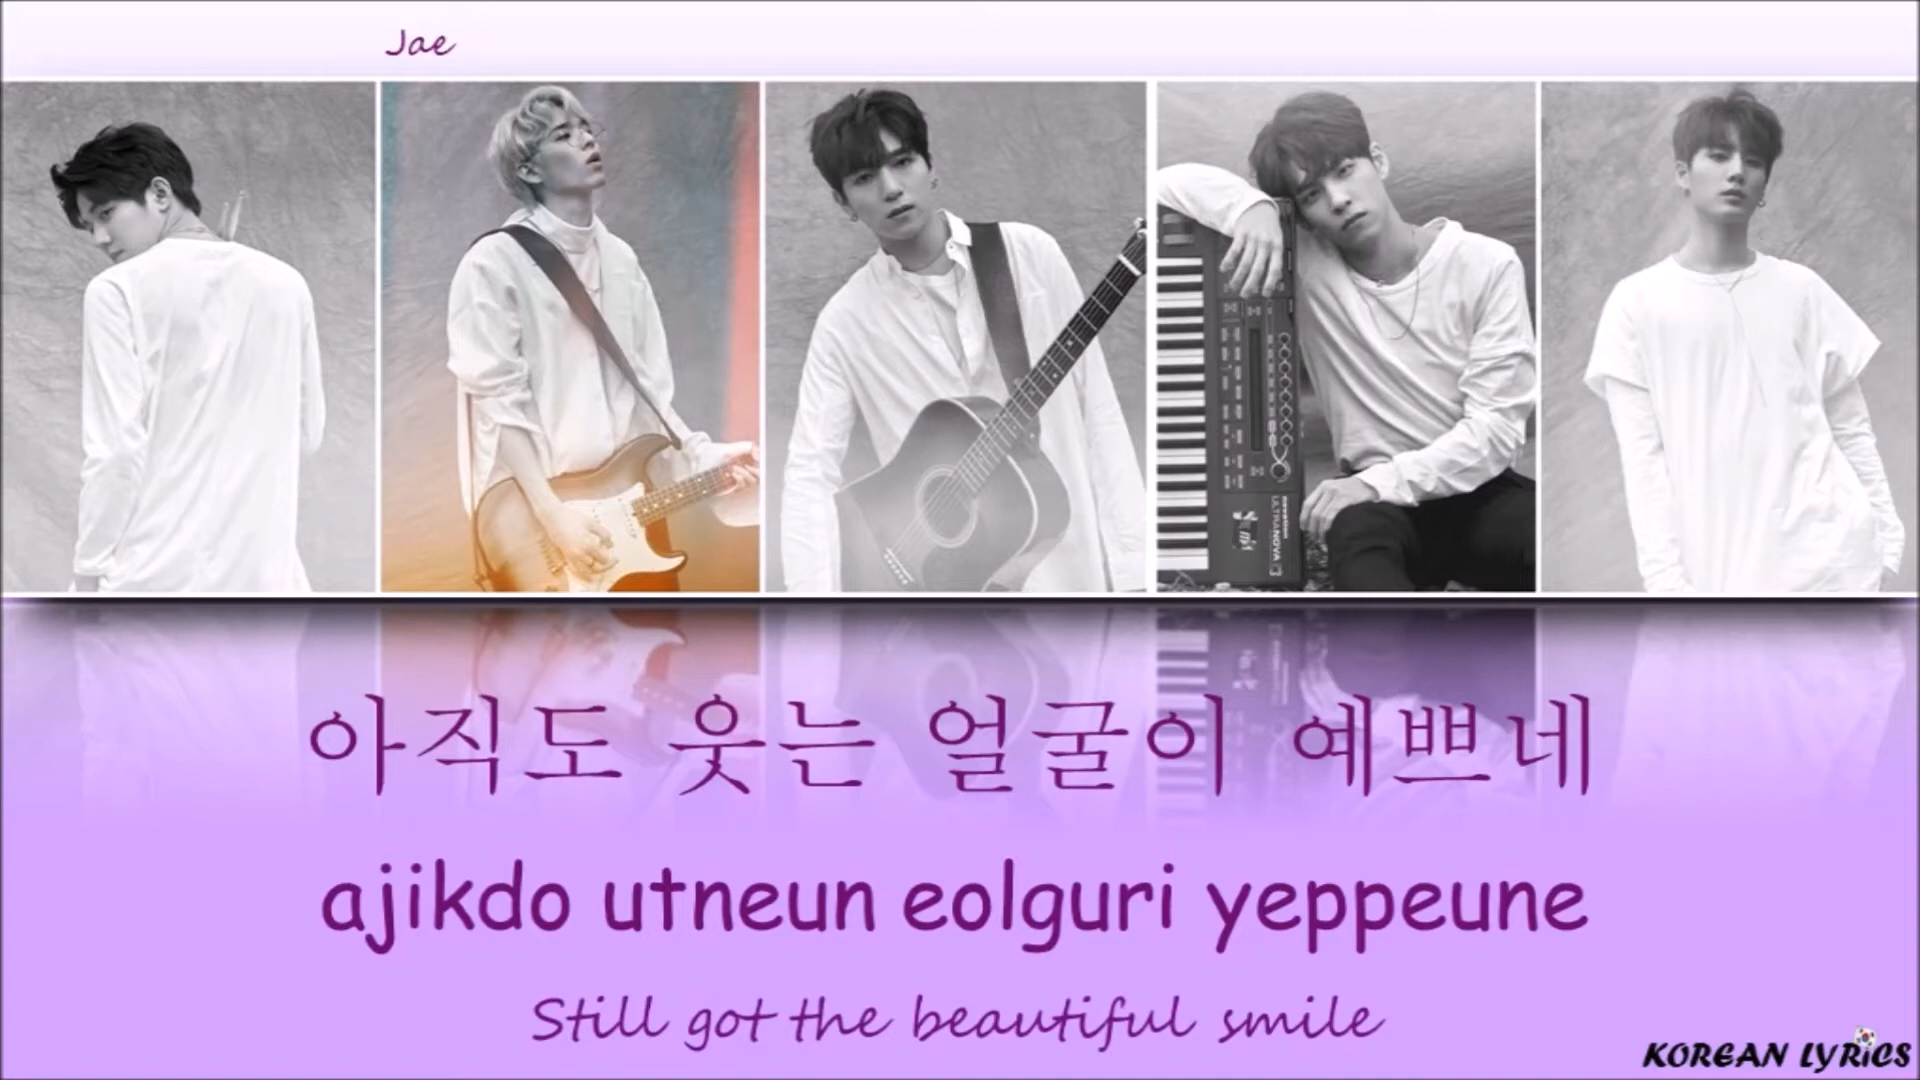 Jae
아직도 웃는 얼굴이 예쁘네
ajikdo utneun eolguri yeppeune
Still got the beautiful smile
KOREAN LYRICS